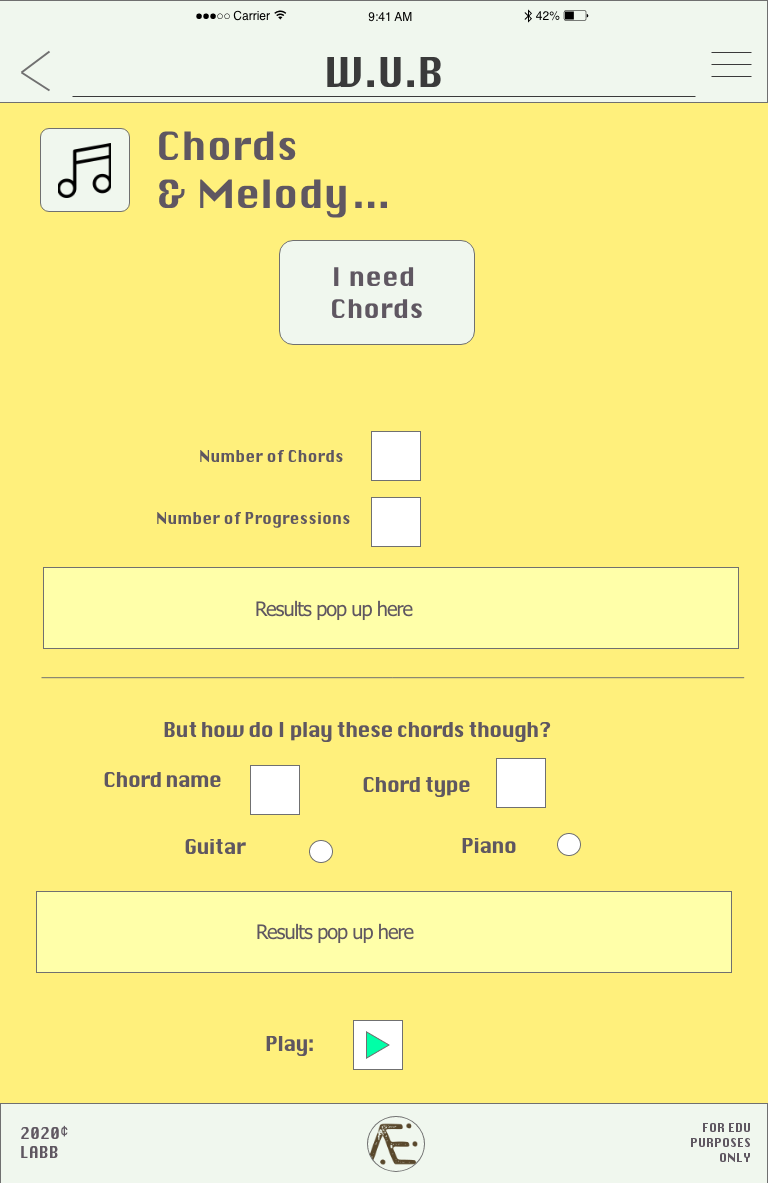 Carrier 9:41 AM 42%
W.U.B
Chords
& Melody...
I need
Chords
Number of Chords
Number of Progressions
Results pop up here
But how do I play these chords though?
Chord name Chord type
Guitar Piano
Results pop up here
Play:
2020¢
LABB
Æ
FOR EDU
PURPOSES
ONLY